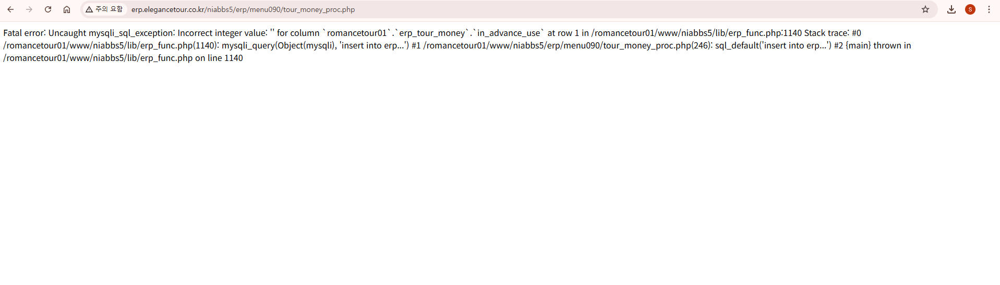 주의 요함 erp.elegancetour.co.kr/niabbs5/erp/menu090/tour_money_proc.php S
Fatal error: Uncaught mysqli_sql_exception: Incorrect integer value: '' for column `romancetour01`.`erp_tour_money`.`in_advance_use` at row 1 in /romancetour01/www/niabbs5/lib/erp_func.php:1140 Stack trace: #0
/romancetour01/www/niabbs5/lib/erp_func.php(1140): mysqli_query(Object(mysqli), 'insert into erp...') #1 /romancetour01/www/niabbs5/erp/menu090/tour_money_proc.php(246): sql_default('insert into erp...') #2 {main} thrown in
/romancetour01/www/niabbs5/lib/erp_func.php on line 1140